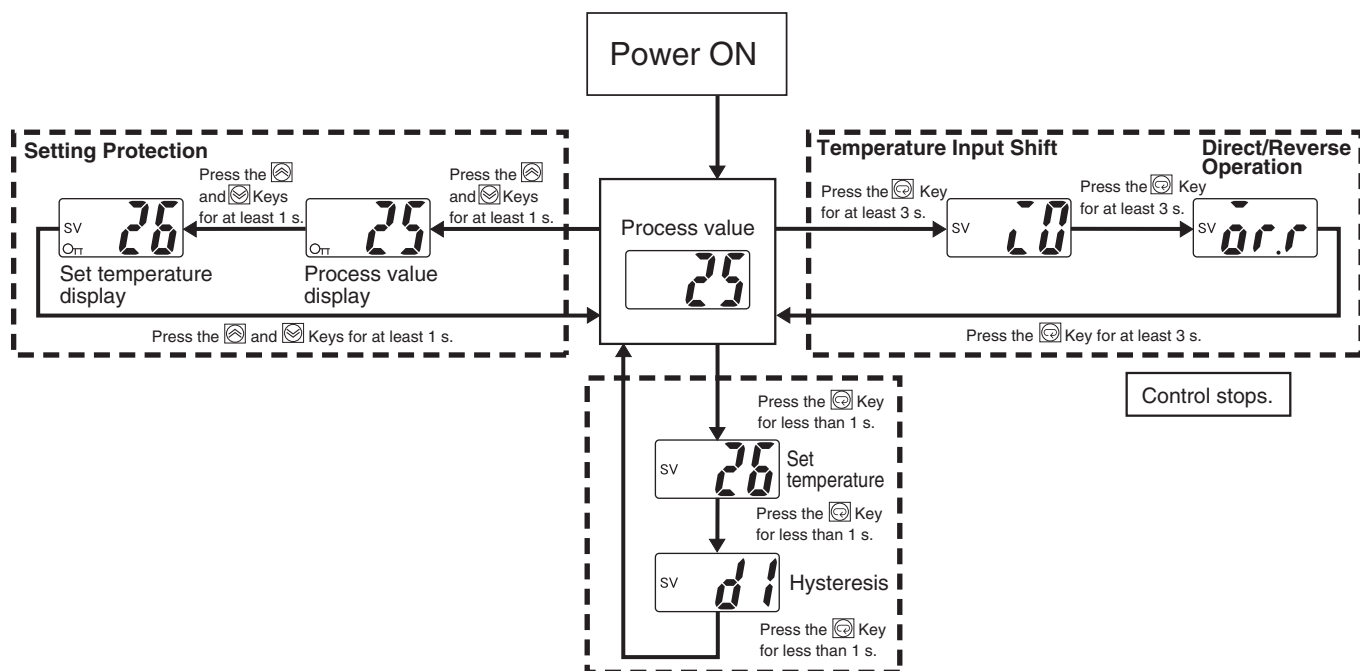 Power ON
Setting Protection
Press the
and Keys
for at least 1 s.
Press the
and Keys
for at least 1 s.
SV
26
Set temperature
display
25
Process value
display
Press the and Keys for at least 1 s.
Process value
25
Temperature Input Shift
Direct/Reverse
Operation
Press the Key
for at least 3 s.
SV
Press the Key
for at least 3 s.
SV
Press the Key for at least 3 s.
Control stops.
Press the Key
for less than 1 s.
SV
26
Set
temperature
Press the Key
for less than 1 s.
SV
d1
Hysteresis
Press the Key
for less than 1 s.